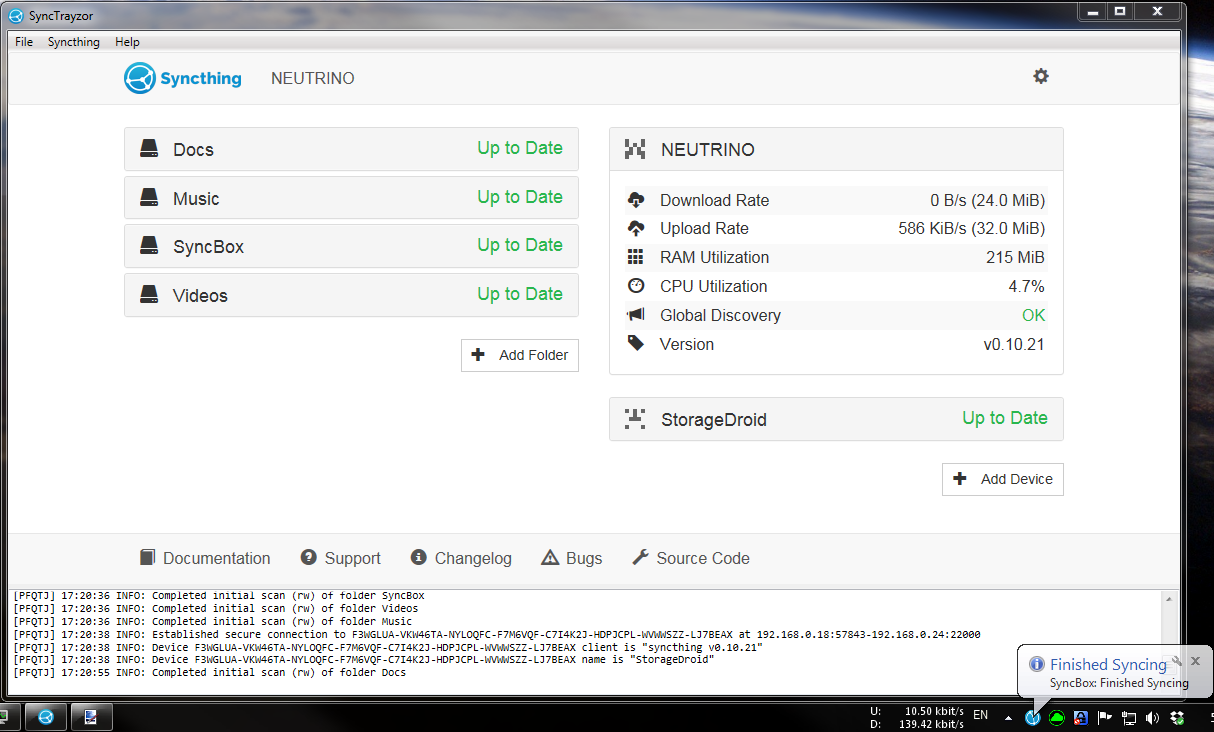 SyncTrayzor
File Syncthing Help
Syncthing NEUTRINO
Docs Up to Date
Music Up to Date
SyncBox Up to Date
Videos Up to Date
Add Folder
NEUTRINO
Download Rate 0 B/s (24.0 MiB)
Upload Rate 586 KiB/s (32.0 MiB)
RAM Utilization 215 MiB
CPU Utilization 4.7%
Global Discovery OK
Version v0.10.21
StorageDroid Up to Date
Add Device
Documentation Support Changelog Bugs Source Code
[PFQTJ] 17:20:36 INFO: Completed initial scan (rw) of folder SyncBox
[PFQTJ] 17:20:36 INFO: Completed initial scan (rw) of folder Videos
[PFQTJ] 17:20:36 INFO: Completed initial scan (rw) of folder Music
[PFQTJ] 17:20:38 INFO: Established secure connection to F3WGLUA-VKW46TA-NYLOQFC-F7M6VQF-C7I4K2J-HDPJCPL-WVWWSZZ-LJ7BEAX at 192.168.0.18:57843-192.168.0.24:22000
[PFQTJ] 17:20:38 INFO: Device F3WGLUA-VKW46TA-NYLOQFC-F7M6VQF-C7I4K2J-HDPJCPL-WVWWSZZ-LJ7BEAX client is "syncthing v0.10.21"
[PFQTJ] 17:20:38 INFO: Device F3WGLUA-VKW46TA-NYLOQFC-F7M6VQF-C7I4K2J-HDPJCPL-WVWWSZZ-LJ7BEAX name is "StorageDroid"
[PFQTJ] 17:20:55 INFO: Completed initial scan (rw) of folder Docs
Finished Syncing
SyncBox: Finished Syncing
U: 10.50 kbit/s
D: 139.42 kbit/s
EN